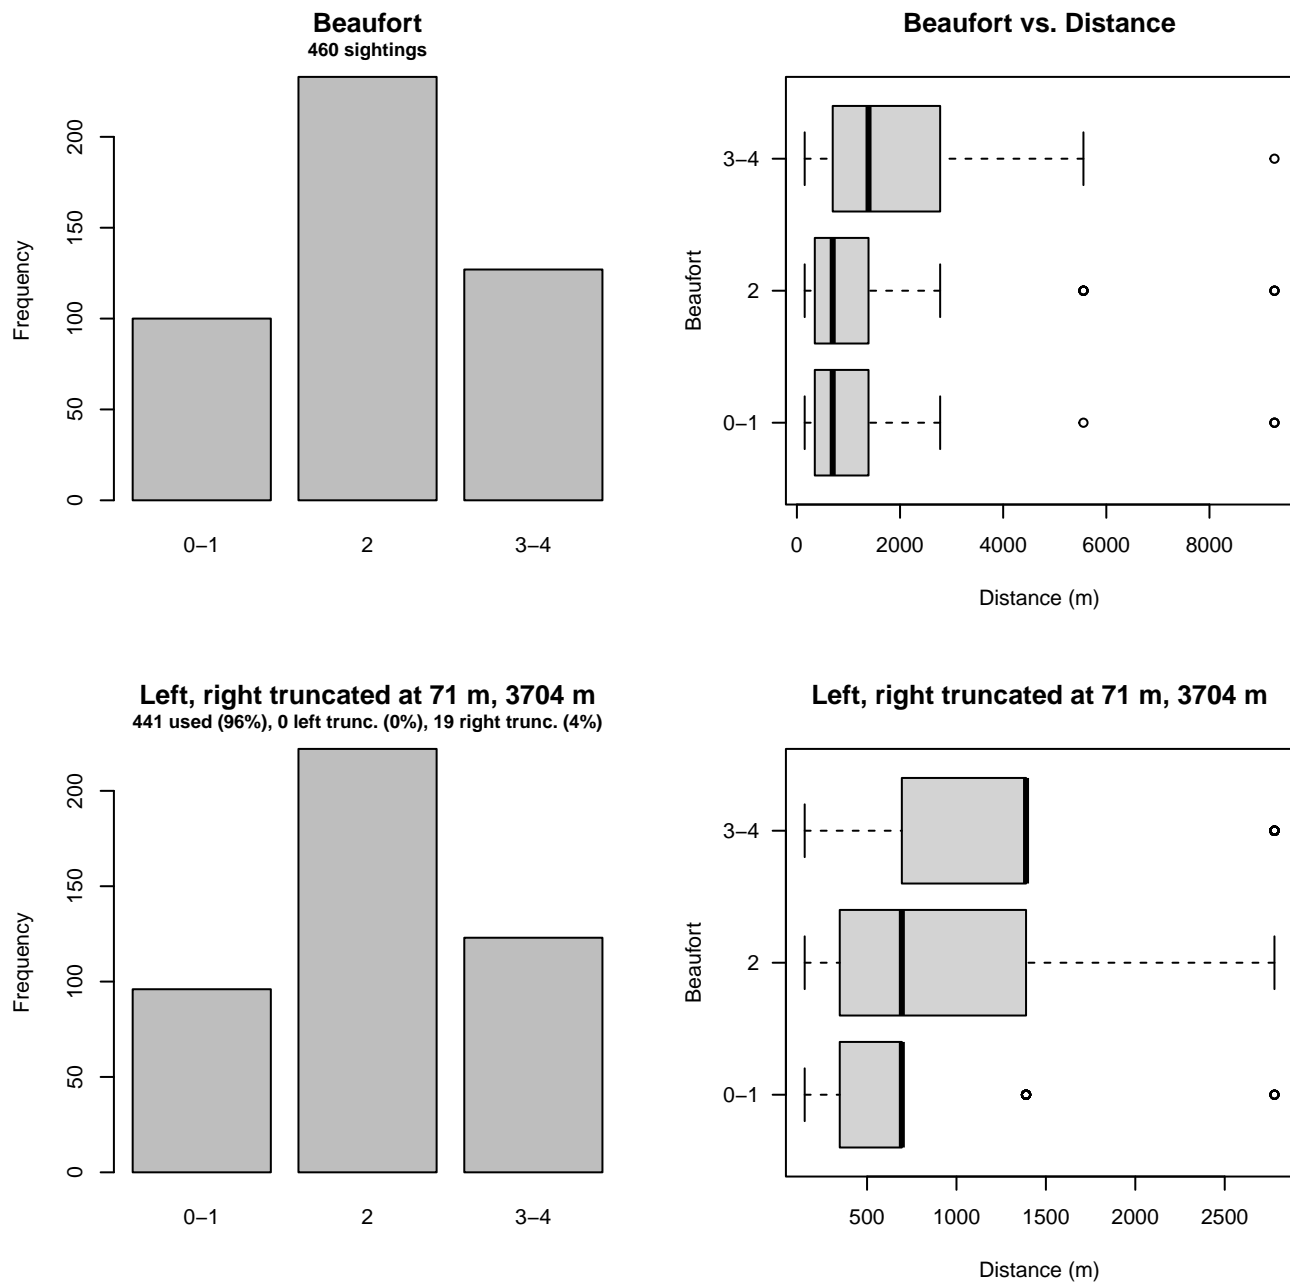 Beaufort
460 sightings
Frequency
200
150
100
50
0
0–1
2
3–4
Beaufort vs. Distance
Beaufort
3–4
2
0–1
0
2000
4000
6000
8000
Distance (m)
Left, right truncated at 71 m, 3704 m
441 used (96%), 0 left trunc. (0%), 19 right trunc. (4%)
Frequency
200
150
100
50
0
0–1
2
3–4
Left, right truncated at 71 m, 3704 m
Beaufort
3–4
2
0–1
500
1000
1500
2000
2500
Distance (m)